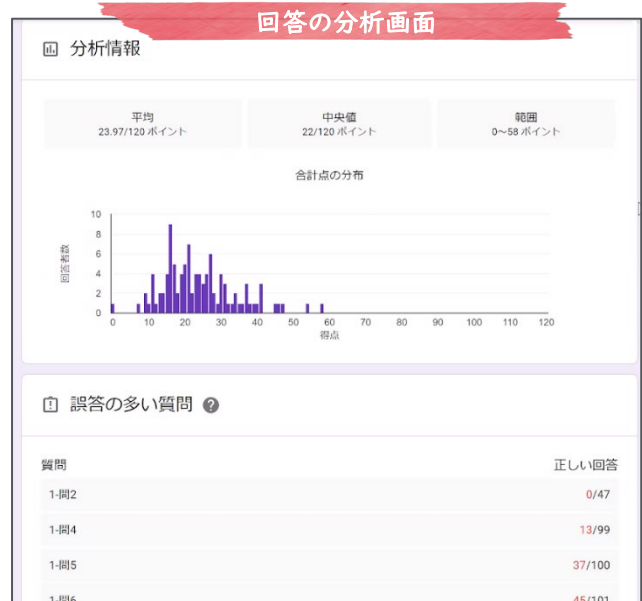 回答の分析画面
分析情報
平均
23.97/120 ポイント
中央値
22/120 ポイント
範囲
0～58 ポイント
合計点の分布
回答者数
10
8
6
4
2
0
0 10 20 30 40 50 60 70 80 90 100 110 120
得点
誤答の多い質問
質問 正しい回答
1-問2 0/47
1-問4 13/99
1-問5 37/100
1-問6 45/101